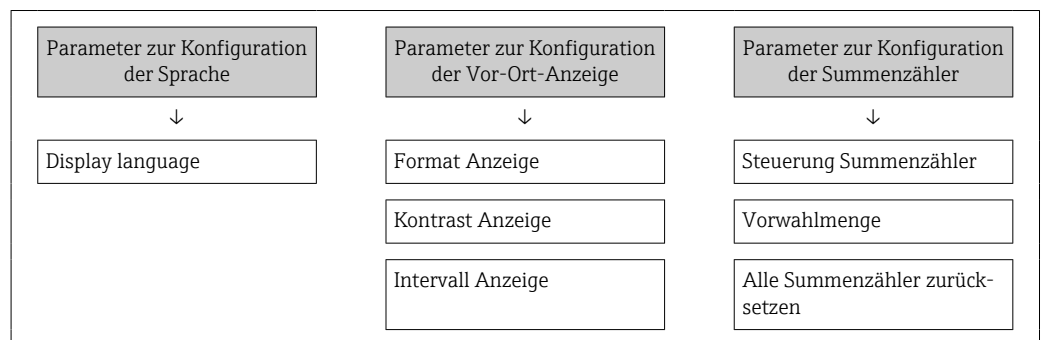 Parameter zur Konfiguration
der Sprache
↓
Display language
Parameter zur Konfiguration
der Vor-Ort-Anzeige
↓
Format Anzeige
Kontrast Anzeige
Intervall Anzeige
Parameter zur Konfiguration
der Summenzähler
↓
Steuerung Summenzähler
Vorwahlmenge
Alle Summenzähler zurück-
setzen